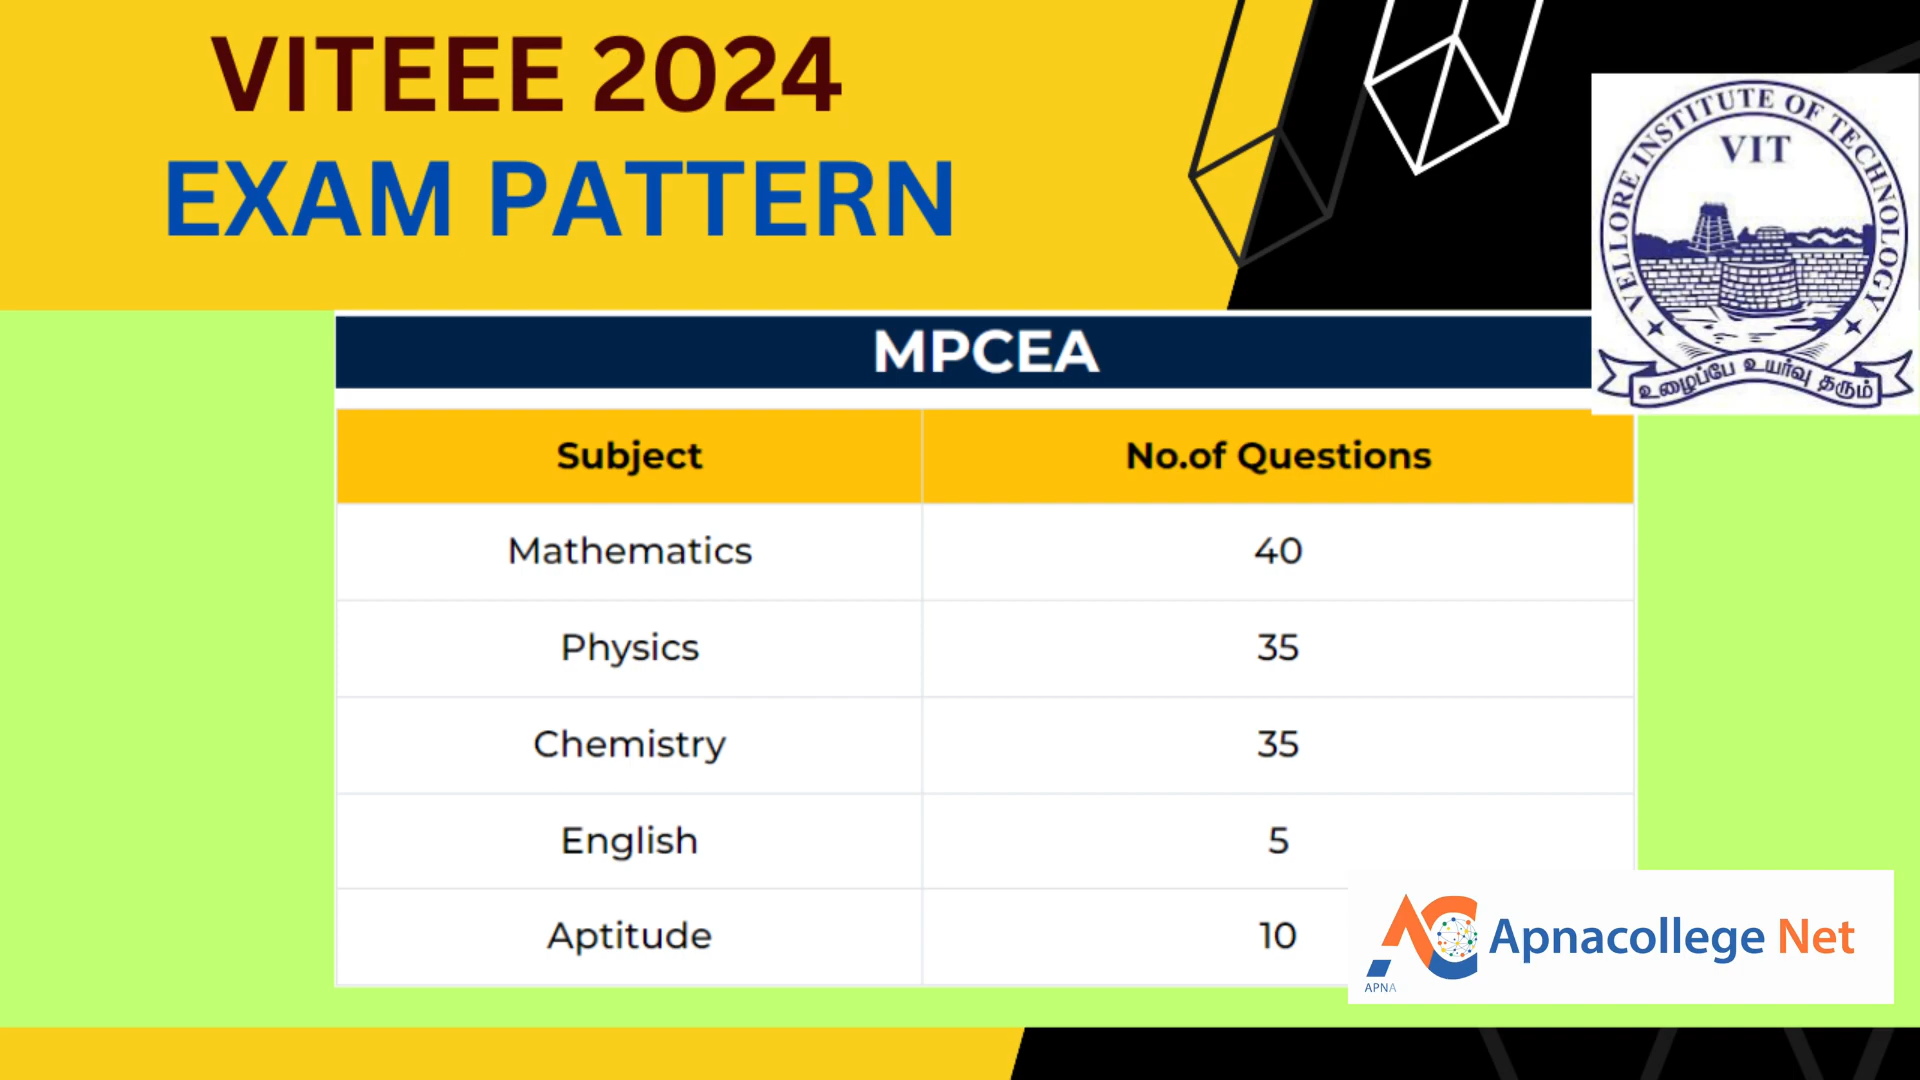 VITEEE 2024
EXAM PATTERN
VELLORE INSTITUTE OF TECHNOLOGY
VIT
உழைப்பே உயர்வு தரும்
MPCEA
Subject No.of Questions
Mathematics 40
Physics 35
Chemistry 35
English 5
Aptitude 10
Apnacollege Net
APNA